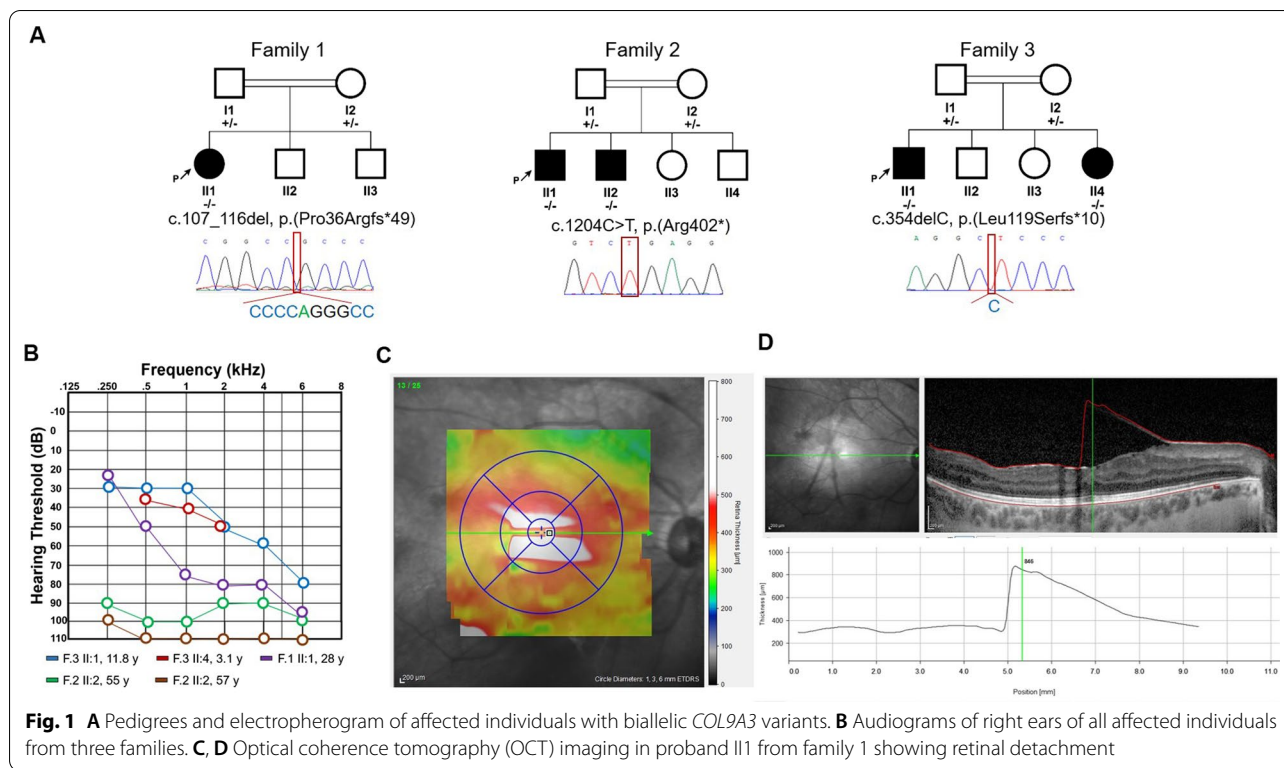 A
Family 1
Family 2
Family 3
I1
+/-
I2
+/-
I1
+/-
I2
+/-
I1
+/-
I2
+/-
P
II1
-/-
II2
II3
P
II1
-/-
II2
-/-
II3
II4
P
II1
-/-
II2
II3
II4
-/-
c.107_116del, p.(Pro36Argfs*49)
c.1204C>T, p.(Arg402*)
c.354delC, p.(Leu119Serfs*10)
C G G C C G C C C
G T C T G A G G
A G G C T C C C
CCCCAGGGCC
C
B
Frequency (kHz)
.125 .250 .5 1 2 4 6 8
Hearing Threshold (dB)
-10
0
20
30
40
50
60
70
80
90
100
110
F.3 II:1, 11.8 y
F.3 II:4, 3.1 y
F.1 II:1, 28 y
F.2 II:2, 55 y
F.2 II:2, 57 y
C
13 / 25
200 µm
Circle Diameters: 1, 3, 6 mm ETDRS
800
700
600
500
400
300
200
100
0
Retina Thickness [µm]
D
200 µm
200 µm
Thickness [µm]
1000
800
600
400
200
846
0.0 1.0 2.0 3.0 4.0 5.0 6.0 7.0 8.0 9.0 10.0 11.0
Position [mm]
Fig. 1 A Pedigrees and electropherogram of affected individuals with biallelic COL9A3 variants. B Audiograms of right ears of all affected individuals
from three families. C, D Optical coherence tomography (OCT) imaging in proband II1 from family 1 showing retinal detachment